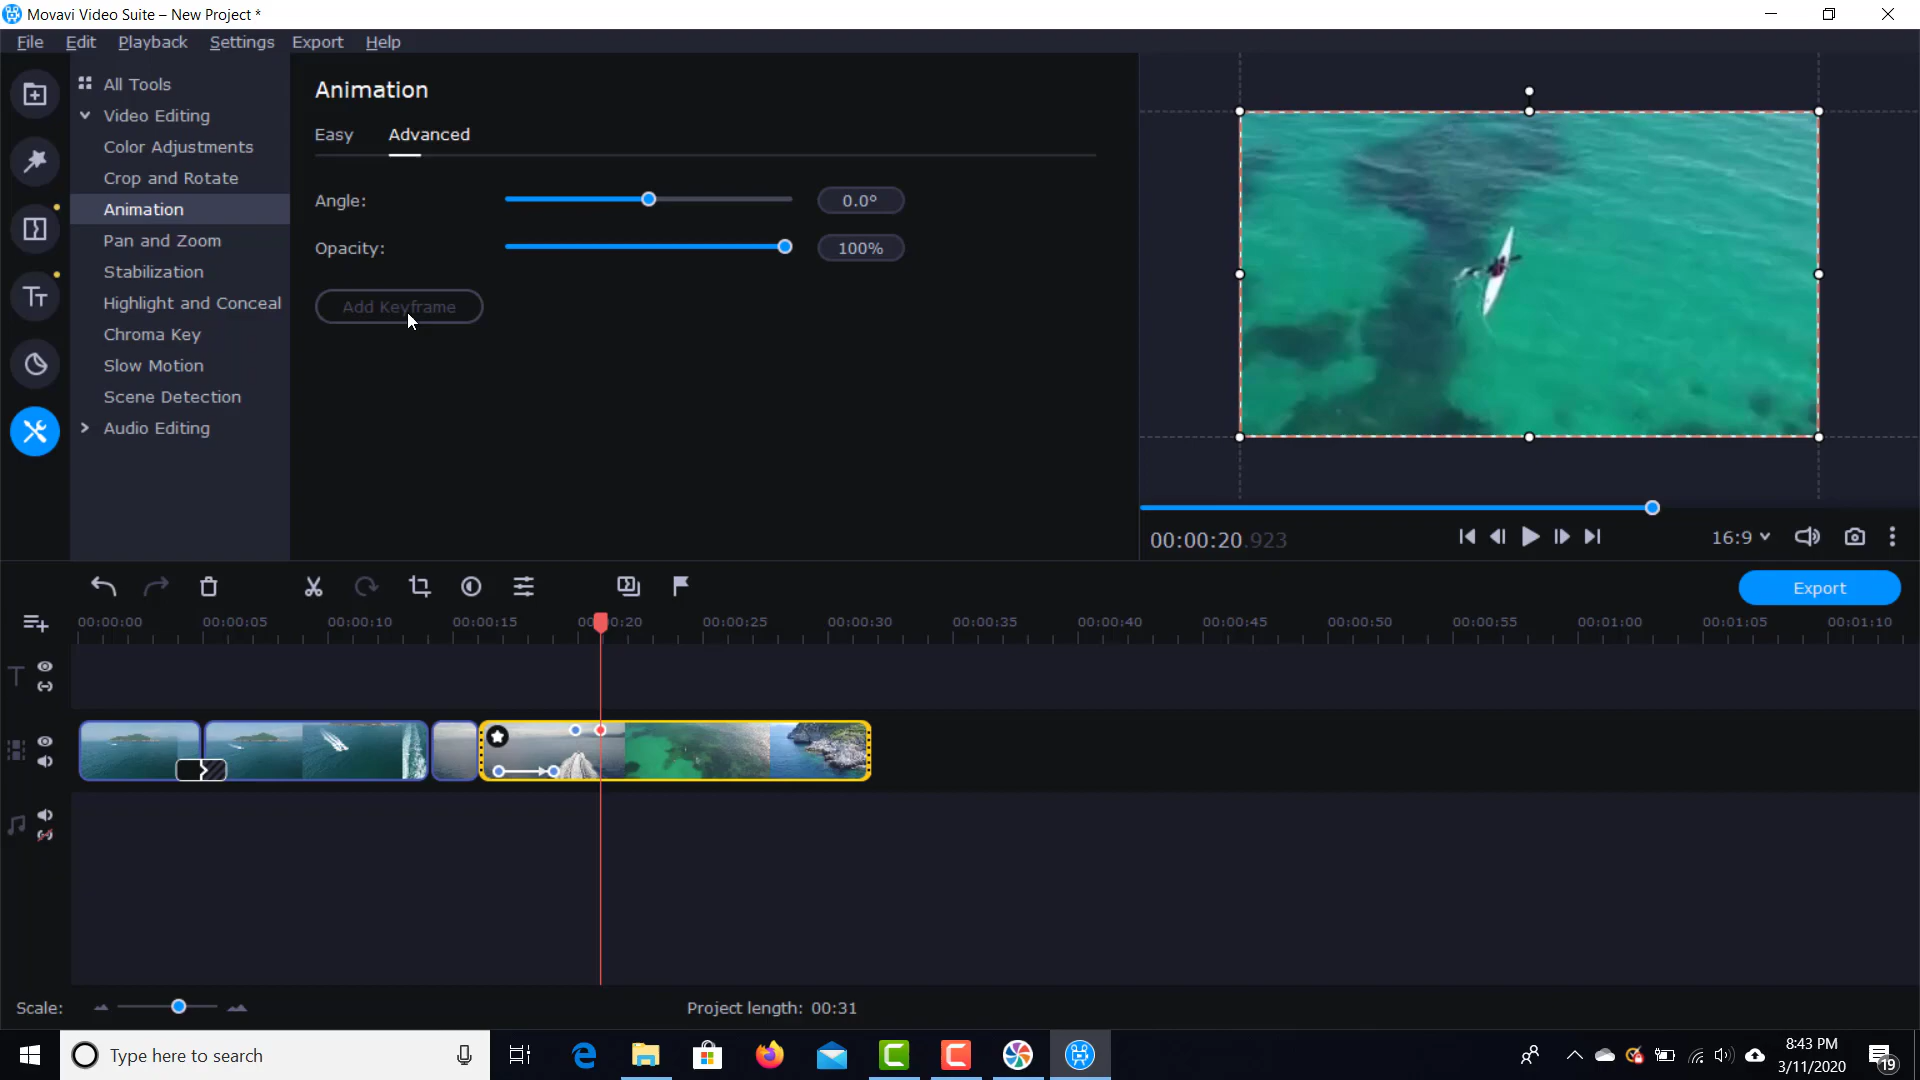 Movavi Video Suite – New Project *
File Edit Playback Settings Export Help
All Tools
Video Editing
Color Adjustments
Crop and Rotate
Animation
Pan and Zoom
Stabilization
Highlight and Conceal
Chroma Key
Slow Motion
Scene Detection
Audio Editing
Animation
Easy Advanced
Angle: 0.0°
Opacity: 100%
Add Keyframe
00:00:20.923
16:9
Export
00:00:00 00:00:05 00:00:10 00:00:15 00:00:20 00:00:25 00:00:30 00:00:35 00:00:40 00:00:45 00:00:50 00:00:55 00:01:00 00:01:05 00:01:10
Scale:
Project length: 00:31
Type here to search
8:43 PM
3/11/2020
19